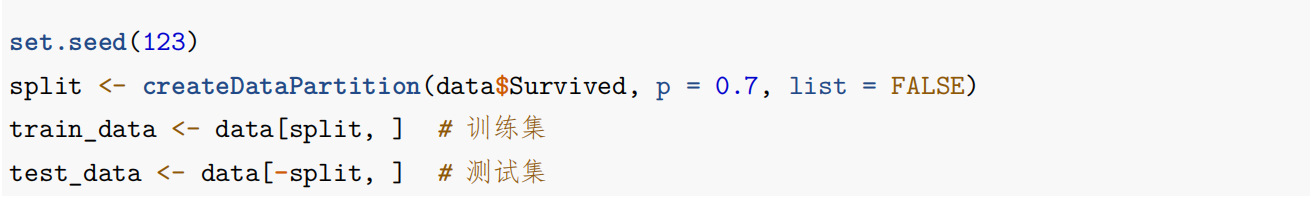 set.seed(123)
split <- createDataPartition(data$Survived, p = 0.7, list = FALSE)
train_data <- data[split, ]  # 训练集
test_data <- data[-split, ]  # 测试集